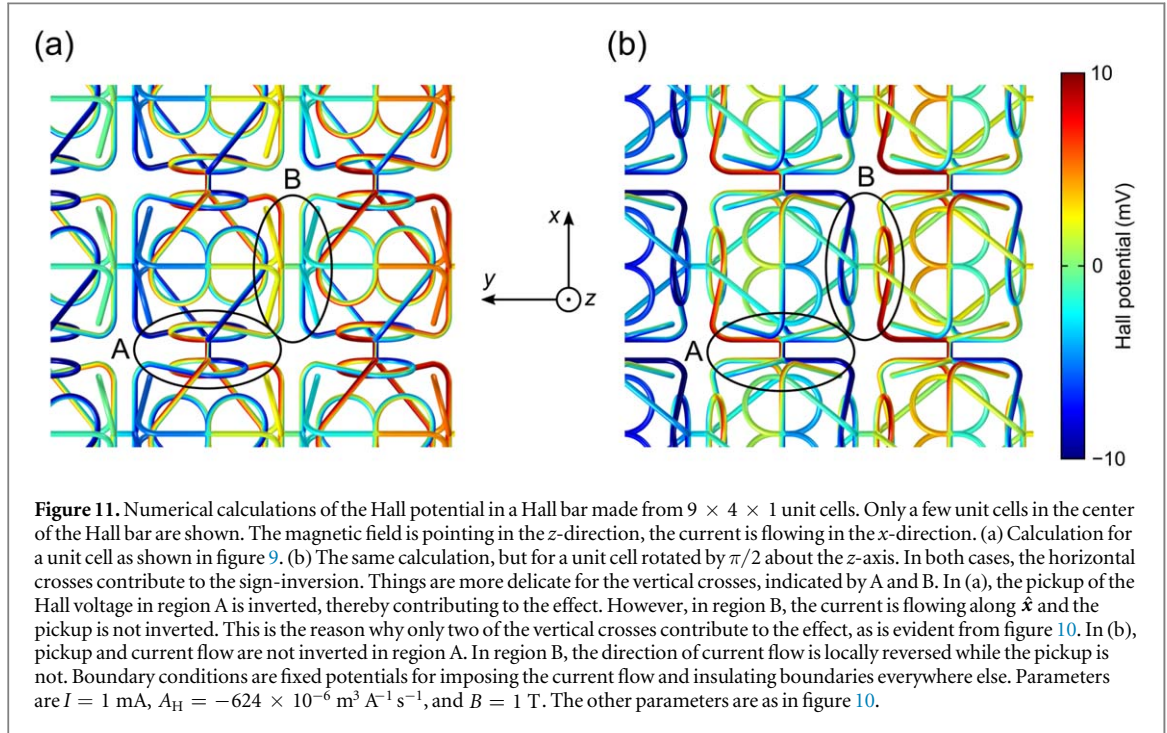 (a)
(b)
B
A
x
y
z
B
A
10
0
−10
Hall potential (mV)
Figure 11. Numerical calculations of the Hall potential in a Hall bar made from 9 × 4 × 1 unit cells. Only a few unit cells in the center
of the Hall bar are shown. The magnetic field is pointing in the z-direction, the current is flowing in the x-direction. (a) Calculation for
a unit cell as shown in figure 9. (b) The same calculation, but for a unit cell rotated by π/2 about the z-axis. In both cases, the horizontal
crosses contribute to the sign-inversion. Things are more delicate for the vertical crosses, indicated by A and B. In (a), the pickup of the
Hall voltage in region A is inverted, thereby contributing to the effect. However, in region B, the current is flowing along x̂ and the
pickup is not inverted. This is the reason why only two of the vertical crosses contribute to the effect, as is evident from figure 10. In (b),
pickup and current flow are not inverted in region A. In region B, the direction of current flow is locally reversed while the pickup is
not. Boundary conditions are fixed potentials for imposing the current flow and insulating boundaries everywhere else. Parameters
are I = 1 mA, A_H = −624 × 10⁻⁶ m³ A⁻¹ s⁻¹, and B = 1 T. The other parameters are as in figure 10.